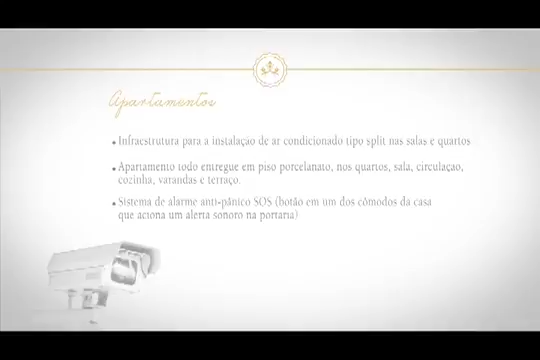 Apartamentos
Infraestrutura para a instalação de ar condicionado tipo split nas salas e quartos
Apartamento todo entregue em piso porcelanato, nos quartos, sala, circulação,
cozinha, varandas e terraço.
Sistema de alarme anti-pânico SOS (botão em um dos cômodos da casa
que aciona um alerta sonoro na portaria)